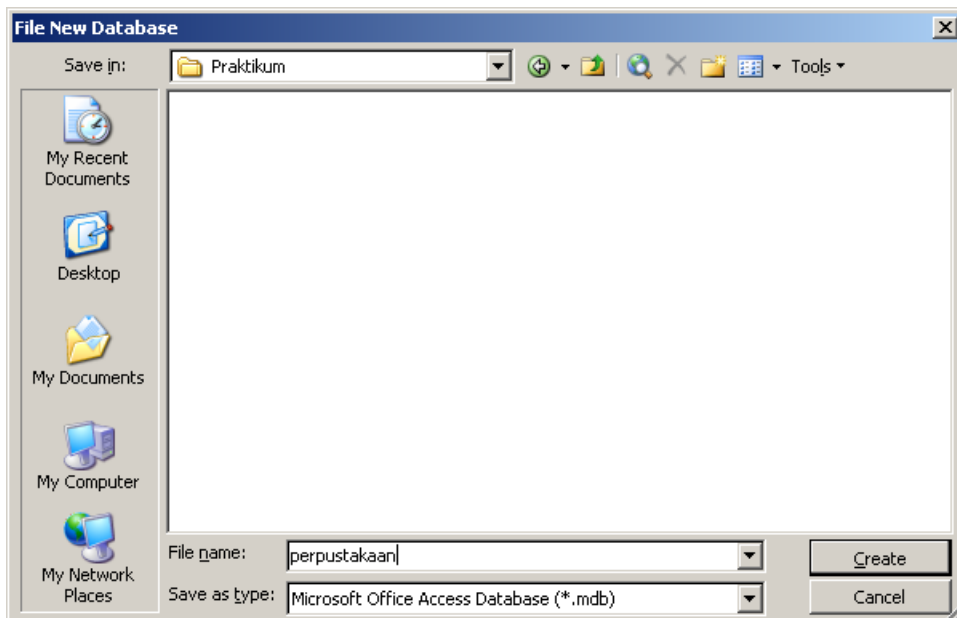 File New Database
Save in:
Praktikum
Tools
My Recent
Documents
Desktop
My Documents
My Computer
My Network
Places
File name:
perpustakaan
Create
Save as type:
Microsoft Office Access Database (*.mdb)
Cancel